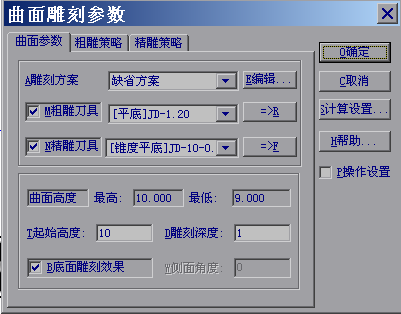 曲面雕刻参数
曲面参数 粗雕策略 精雕策略
A雕刻方案 缺省方案 E编辑...
M粗雕刀具 [平底]JD-1.20 =>R
N精雕刀具 [锥度平底]JD-10-0. =>F
曲面高度 最高: 10.000 最低: 9.000
T起始高度: 10 D雕刻深度: 1
B底面雕刻效果 W侧面角度: 0
O确定
C取消
S计算设置...
H帮助...
P操作设置